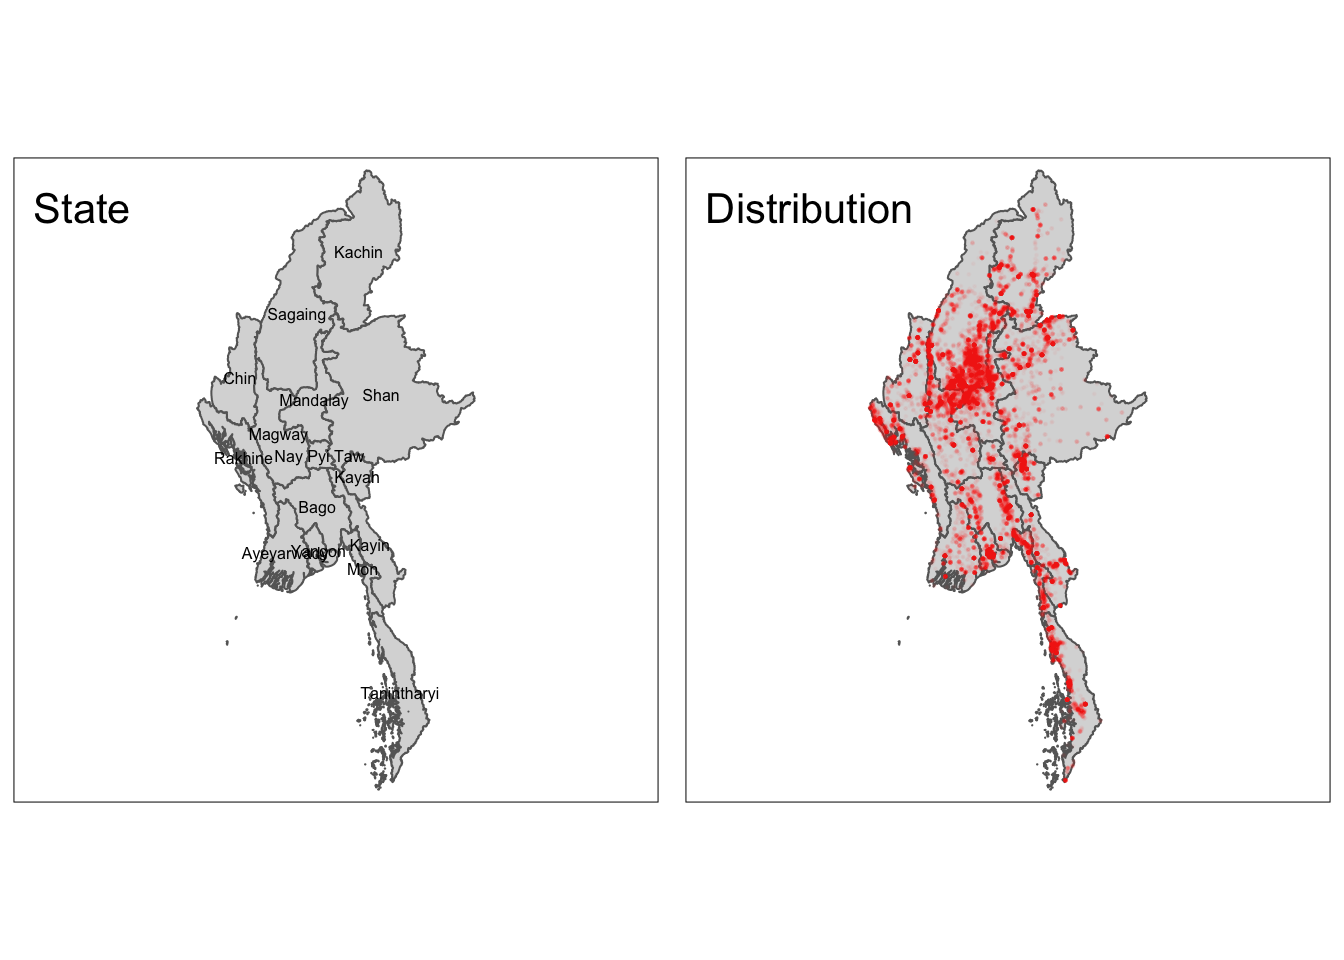 State
Kachin
Sagaing
Chin
Shan
Mandalay
Magway
Nay Pyi Taw
Rakhine
Kayah
Bago
Kayin
Ayeyarwady
Yangon
Mon
Tanintharyi
Distribution